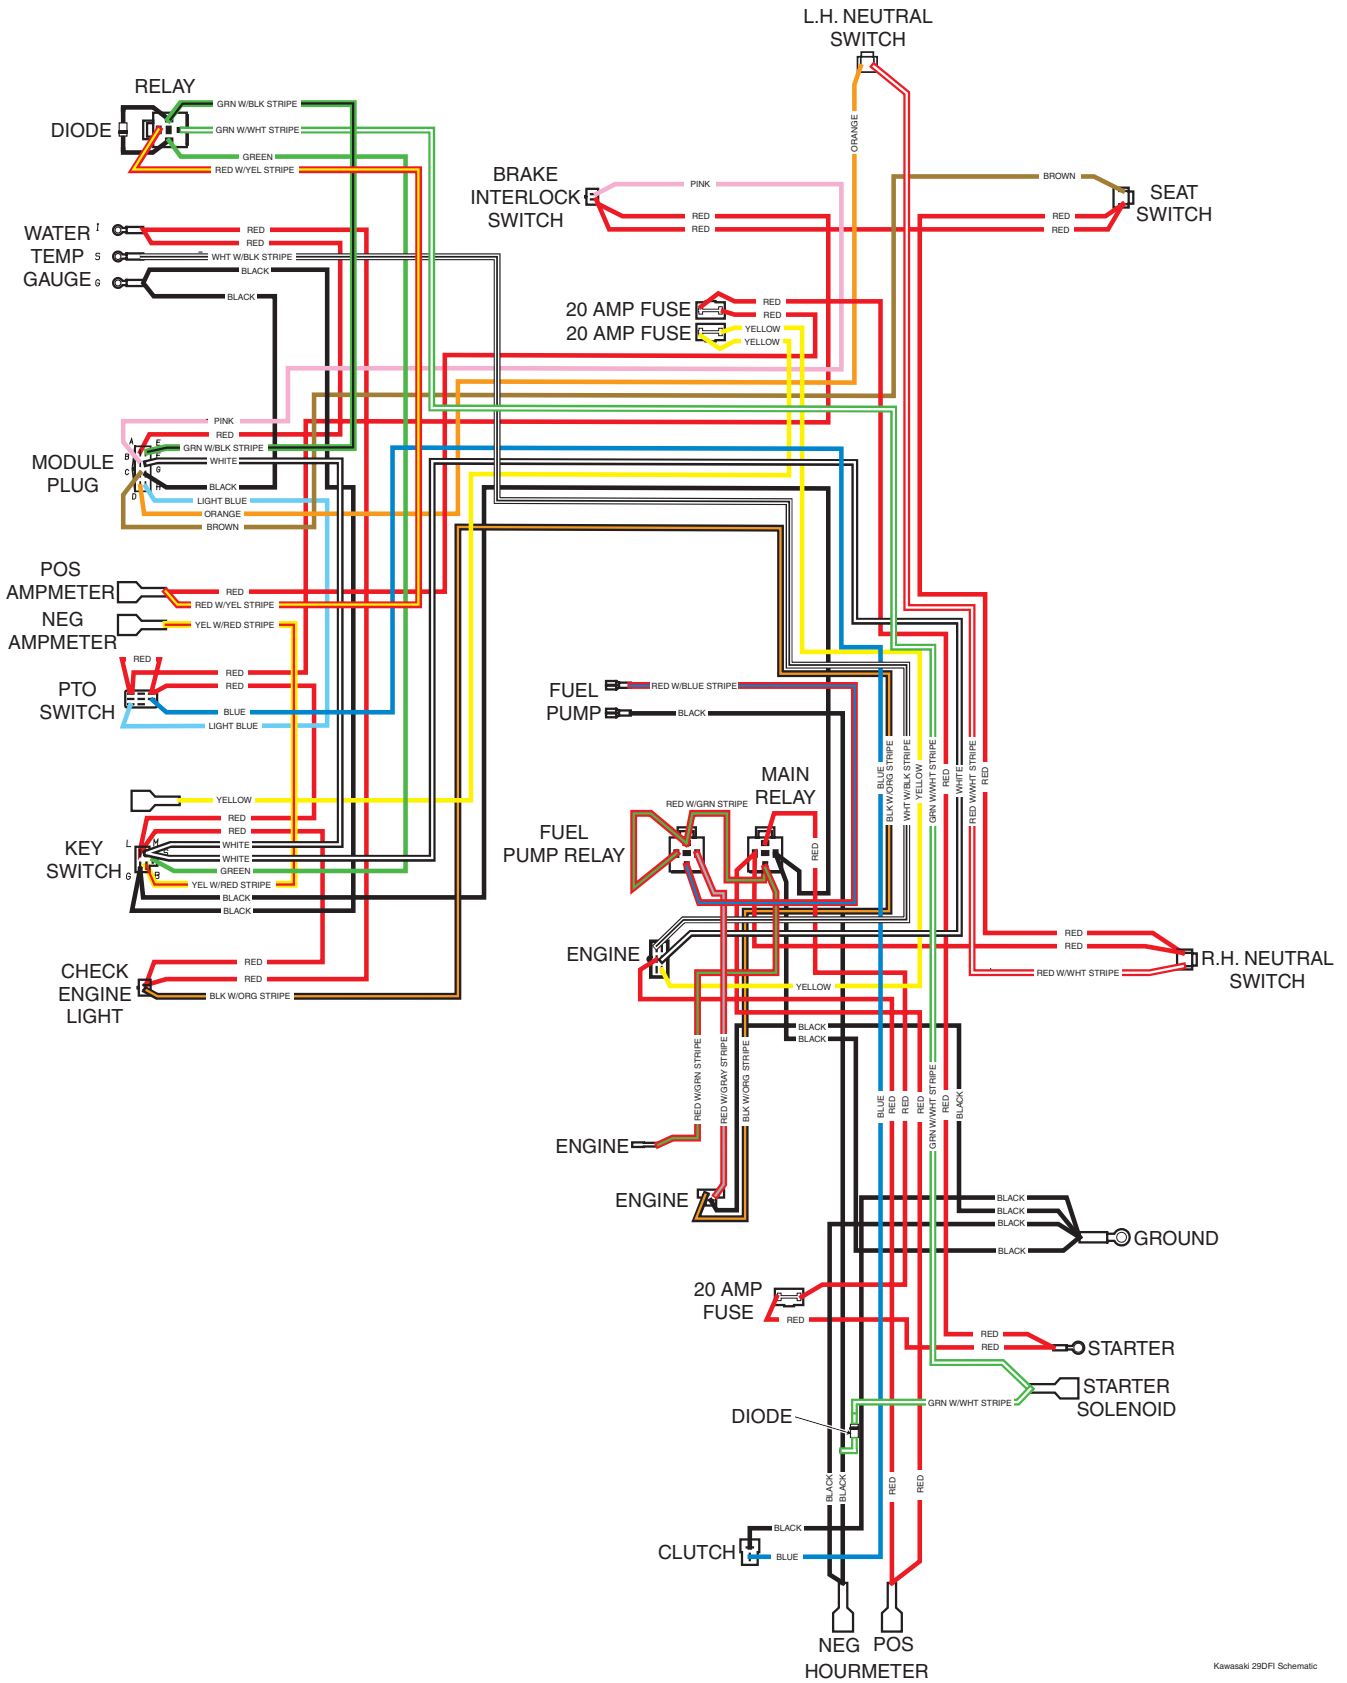 L.H. NEUTRAL
SWITCH
RELAY
GRN W/BLK STRIPE
DIODE
GRN W/WHT STRIPE
GREEN
RED W/YEL STRIPE
ORANGE
BRAKE
INTERLOCK
SWITCH
PINK
RED
RED
BROWN
RED
RED
SEAT
SWITCH
WATER
TEMP
GAUGE
I
S
G
RED
RED
WHT W/BLK STRIPE
BLACK
BLACK
20 AMP FUSE
20 AMP FUSE
RED
RED
YELLOW
YELLOW
MODULE
PLUG
A
B
C
D
E
F
G
H
PINK
RED
GRN W/BLK STRIPE
WHITE
BLACK
LIGHT BLUE
ORANGE
BROWN
POS
AMPMETER
RED
RED W/YEL STRIPE
NEG
AMPMETER
YEL W/RED STRIPE
RED
PTO
SWITCH
RED
RED
BLUE
LIGHT BLUE
FUEL
PUMP
RED W/BLUE STRIPE
BLACK
BLUE
BLK W/ORG STRIPE
WHT W/BLK STRIPE
YELLOW
GRN W/WHT STRIPE
RED
WHITE
RED W/WHT STRIPE
RED
MAIN
RELAY
RED W/GRN STRIPE
FUEL
PUMP RELAY
RED
YELLOW
KEY
SWITCH
L
M
G
B
RED
RED
WHITE
WHITE
GREEN
YEL W/RED STRIPE
BLACK
BLACK
ENGINE
YELLOW
RED
RED
RED W/WHT STRIPE
R.H. NEUTRAL
SWITCH
CHECK
ENGINE
LIGHT
RED
RED
BLK W/ORG STRIPE
BLACK
BLACK
RED W/GRN STRIPE
RED W/GRAY STRIPE
BLK W/ORG STRIPE
BLUE
RED
RED
RED
GRN W/WHT STRIPE
RED
BLACK
ENGINE
ENGINE
BLACK
BLACK
BLACK
BLACK
GROUND
20 AMP
FUSE
RED
RED
RED
STARTER
STARTER
SOLENOID
GRN W/WHT STRIPE
DIODE
BLACK
BLACK
RED
RED
BLACK
CLUTCH
BLUE
NEG
POS
HOURMETER
Kawasaki 29DFI Schematic